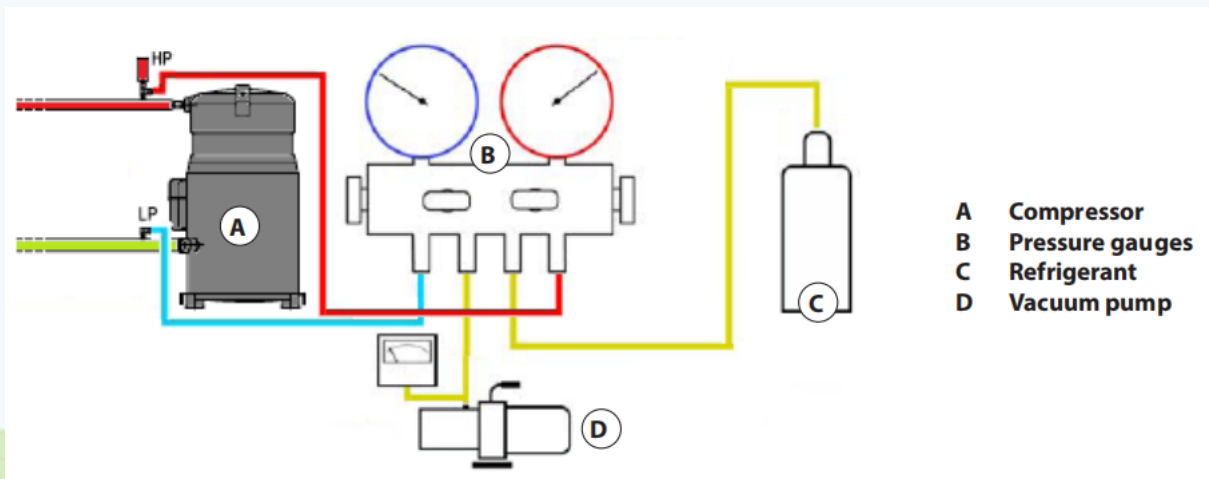 HP
B
A
LP
C
D
A Compressor
B Pressure gauges
C Refrigerant
D Vacuum pump